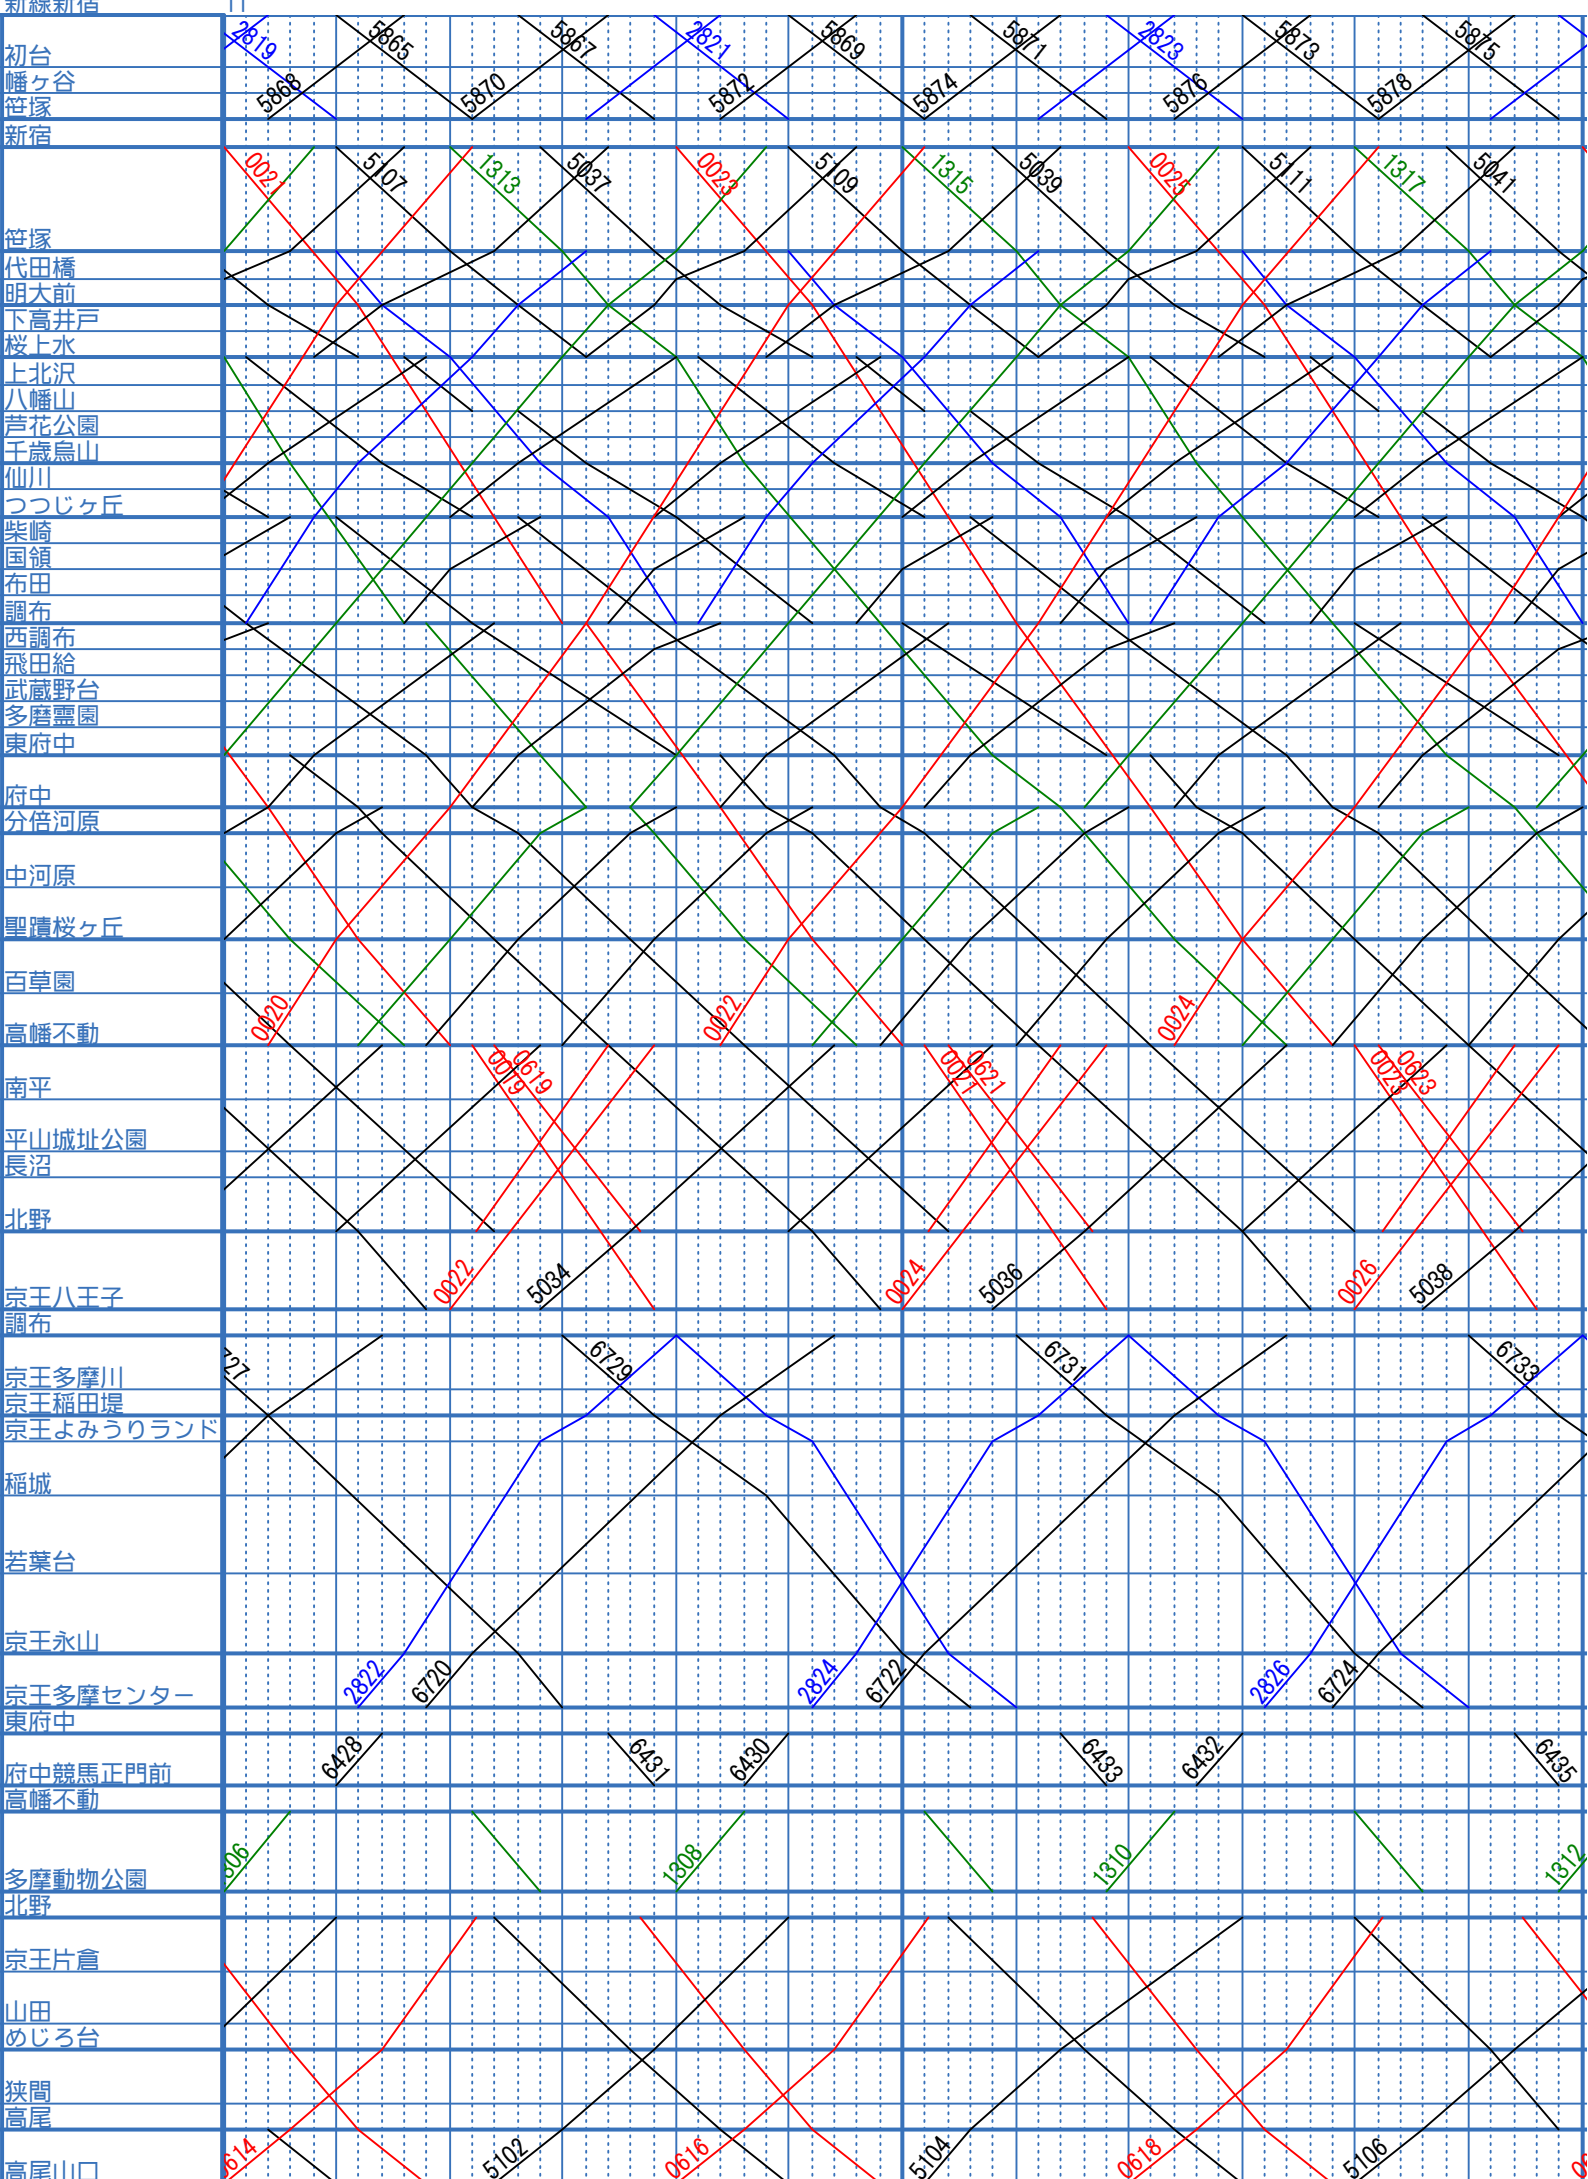 新線新宿 11
初台 2819 5865 5867 2821 5869 5871 2823 5873 5875
幡ヶ谷
笹塚 5868 5870 5872 5874 5876 5878
新宿
0021 5107 1313 5037 0023 5109 1315 5039 0025 5111 1317 5041
笹塚
代田橋
明大前
下高井戸
桜上水
上北沢
八幡山
芦花公園
千歳烏山
仙川
つつじヶ丘
柴崎
国領
布田
調布
西調布
飛田給
武蔵野台
多磨霊園
東府中
府中
分倍河原
中河原
聖蹟桜ヶ丘
百草園
高幡不動 0020 0022 0024
南平 0019 0619 0021 0621 0023 0623
平山城址公園
長沼
北野
京王八王子 0022 5034 0024 5036 0026 5038
調布
京王多摩川 727 6729 6731 6733
京王稲田堤
京王よみうりランド
稲城
若葉台
京王永山
京王多摩センター 2822 6720 2824 6722 2826 6724
東府中
府中競馬正門前 6428 6431 6430 6433 6432 6435
高幡不動
多摩動物公園 306 1308 1310 1312
北野
京王片倉
山田
めじろ台
狭間
高尾
高尾山口 0614 5102 0616 5104 0618 5106